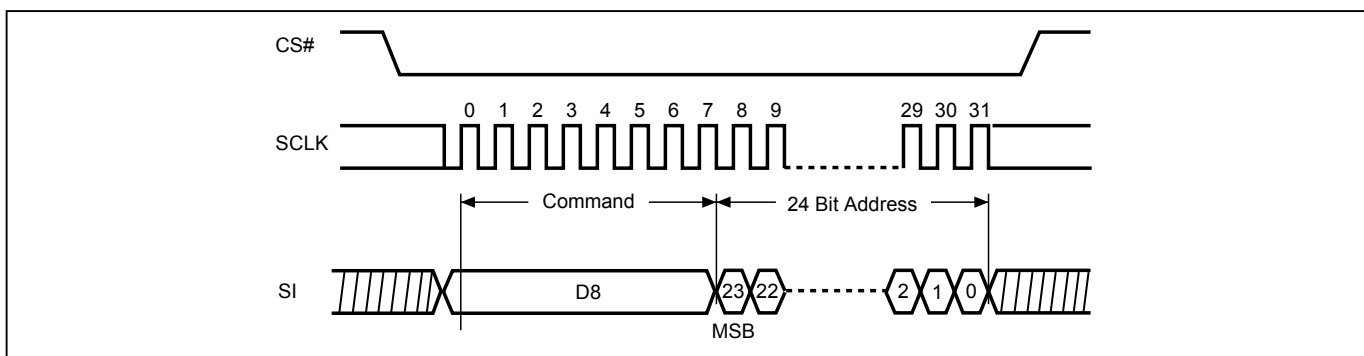 CS#
0 1 2 3 4 5 6 7 8 9 29 30 31
SCLK
Command 24 Bit Address
SI D8 23 22 2 1 0
MSB